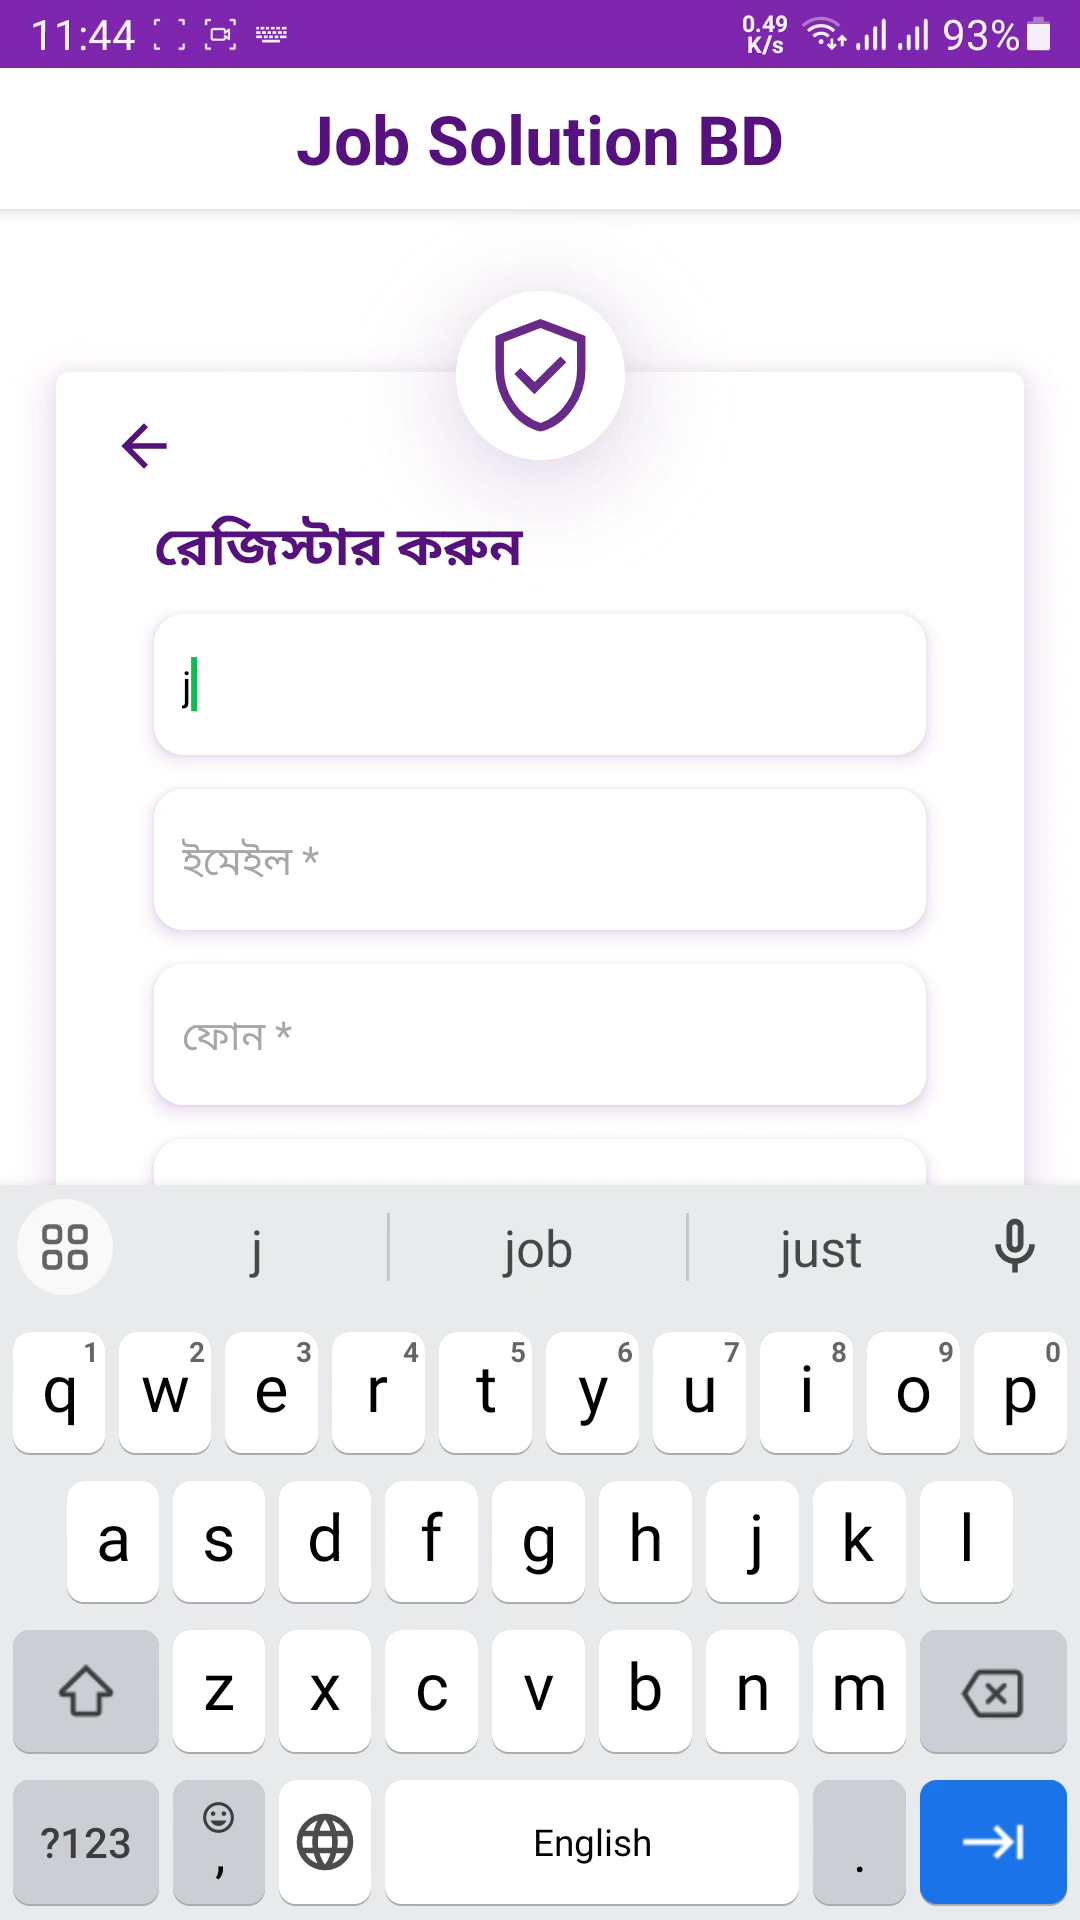 11:44 0.49 K/s 93%
Job Solution BD
রেজিস্টার করুন
j
ইমেইল *
ফোন *
j job just
1 2 3 4 5 6 7 8 9 0
q w e r t y u i o p
a s d f g h j k l
z x c v b n m
?123 , English .